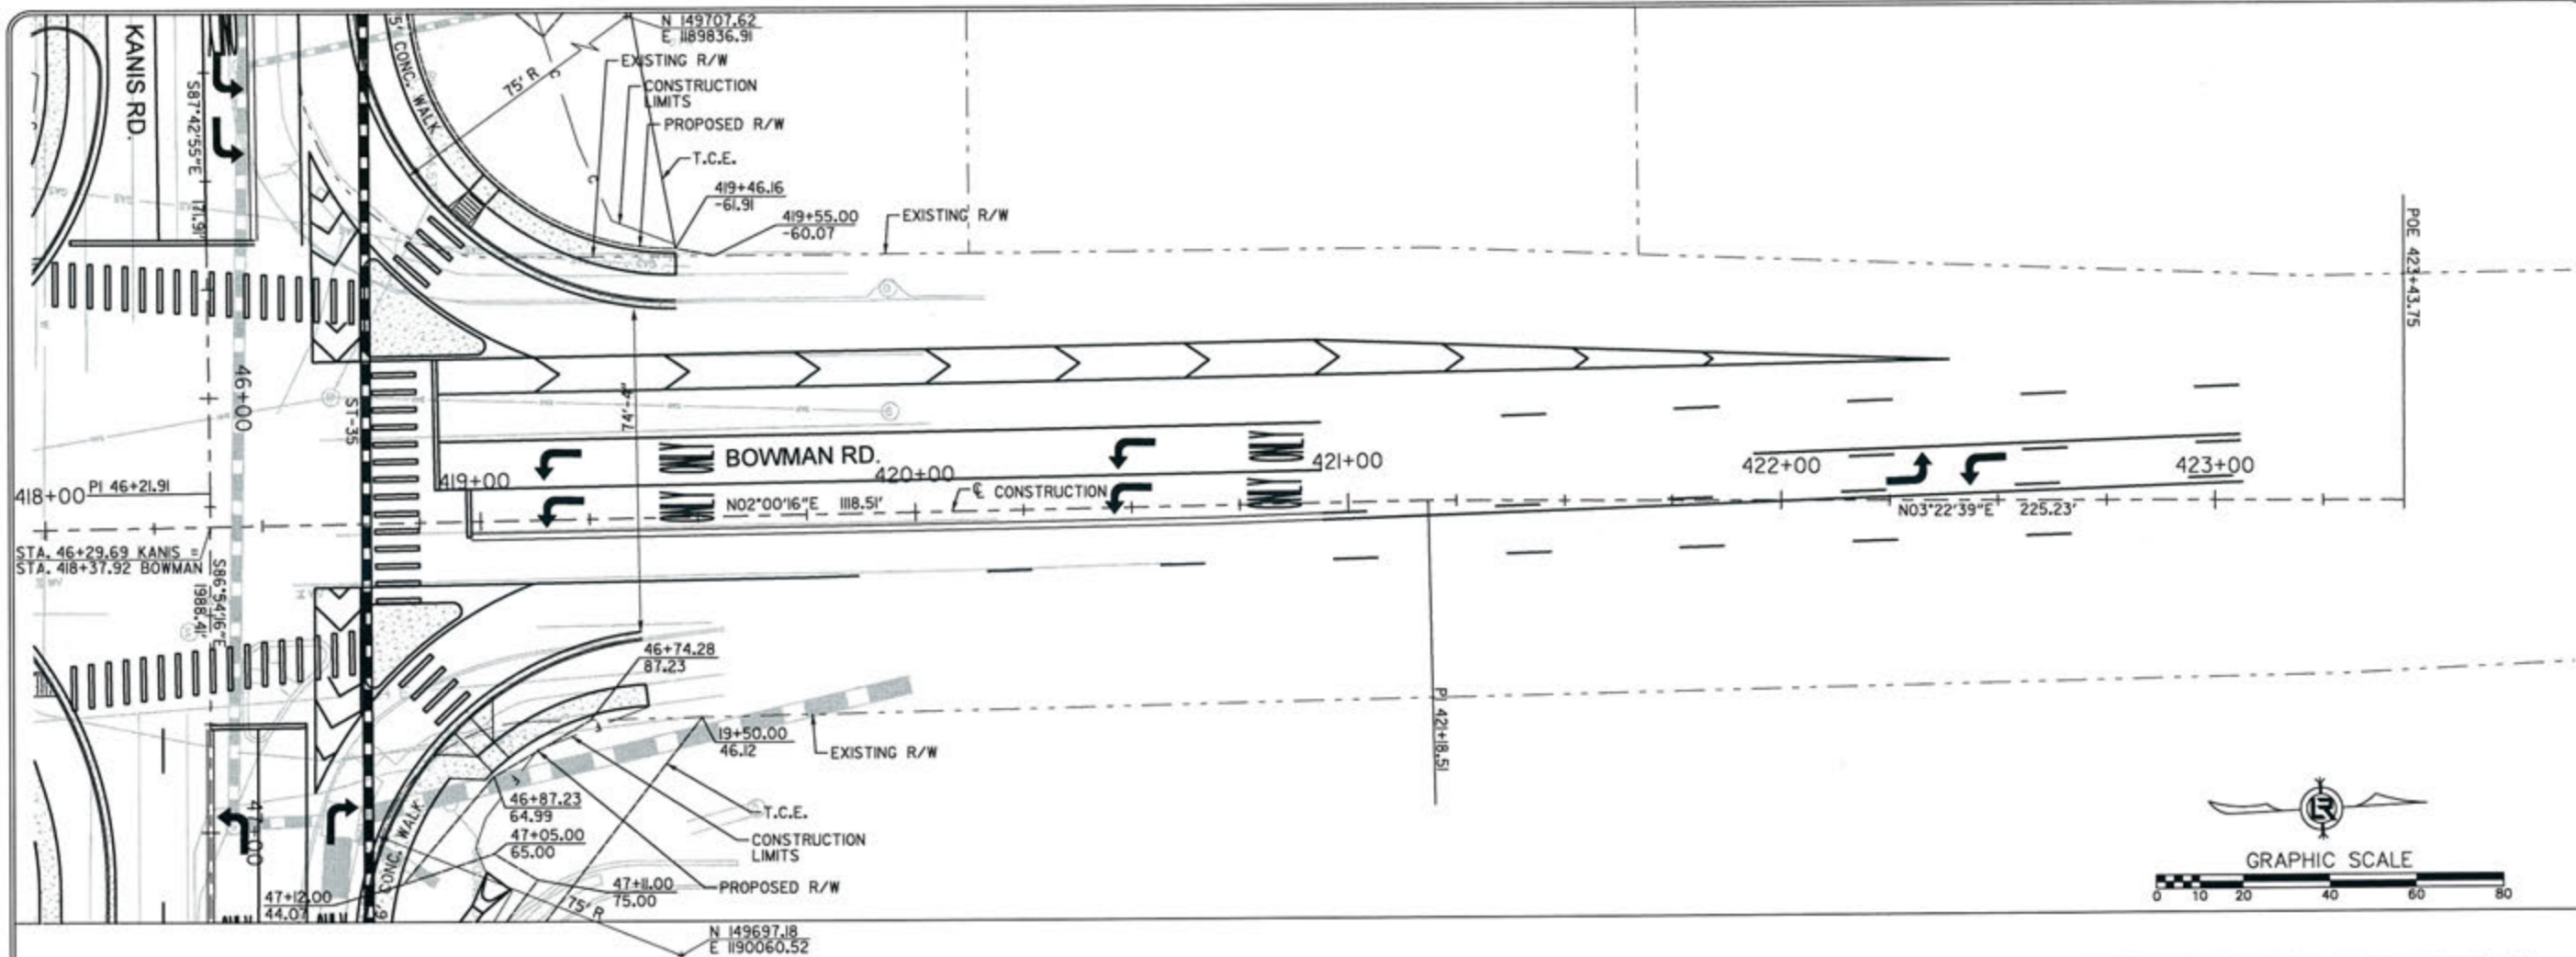 KANIS RD.
S87°42'55"E 171.91'
5' CONC. WALK
75' R
N 149707.62
E 1189836.91
EXISTING R/W
CONSTRUCTION
LIMITS
PROPOSED R/W
T.C.E.
419+46.16
-61.91
419+55.00
-60.07
EXISTING R/W
POE 423+43.75
46+00
ST-35
74'-4"
418+00
PI 46+21.91
419+00
ONLY
BOWMAN RD.
420+00
ONLY
421+00
422+00
423+00
ONLY
N02°00'16"E 1118.51'
℄ CONSTRUCTION
ONLY
N03°22'39"E 225.23'
STA. 46+29.69 KANIS =
STA. 418+37.92 BOWMAN
S86°54'16"E
1988.41'
46+74.28
87.23
19+50.00
46.12
EXISTING R/W
PI 421+18.51
46+87.23
64.99
47+05.00
65.00
T.C.E.
CONSTRUCTION
LIMITS
47+00
CONC. WALK
47+11.00
75.00
PROPOSED R/W
47+12.00
44.07
75' R
N 149697.18
E 1190060.52
GRAPHIC SCALE
0 10 20 40 60 80